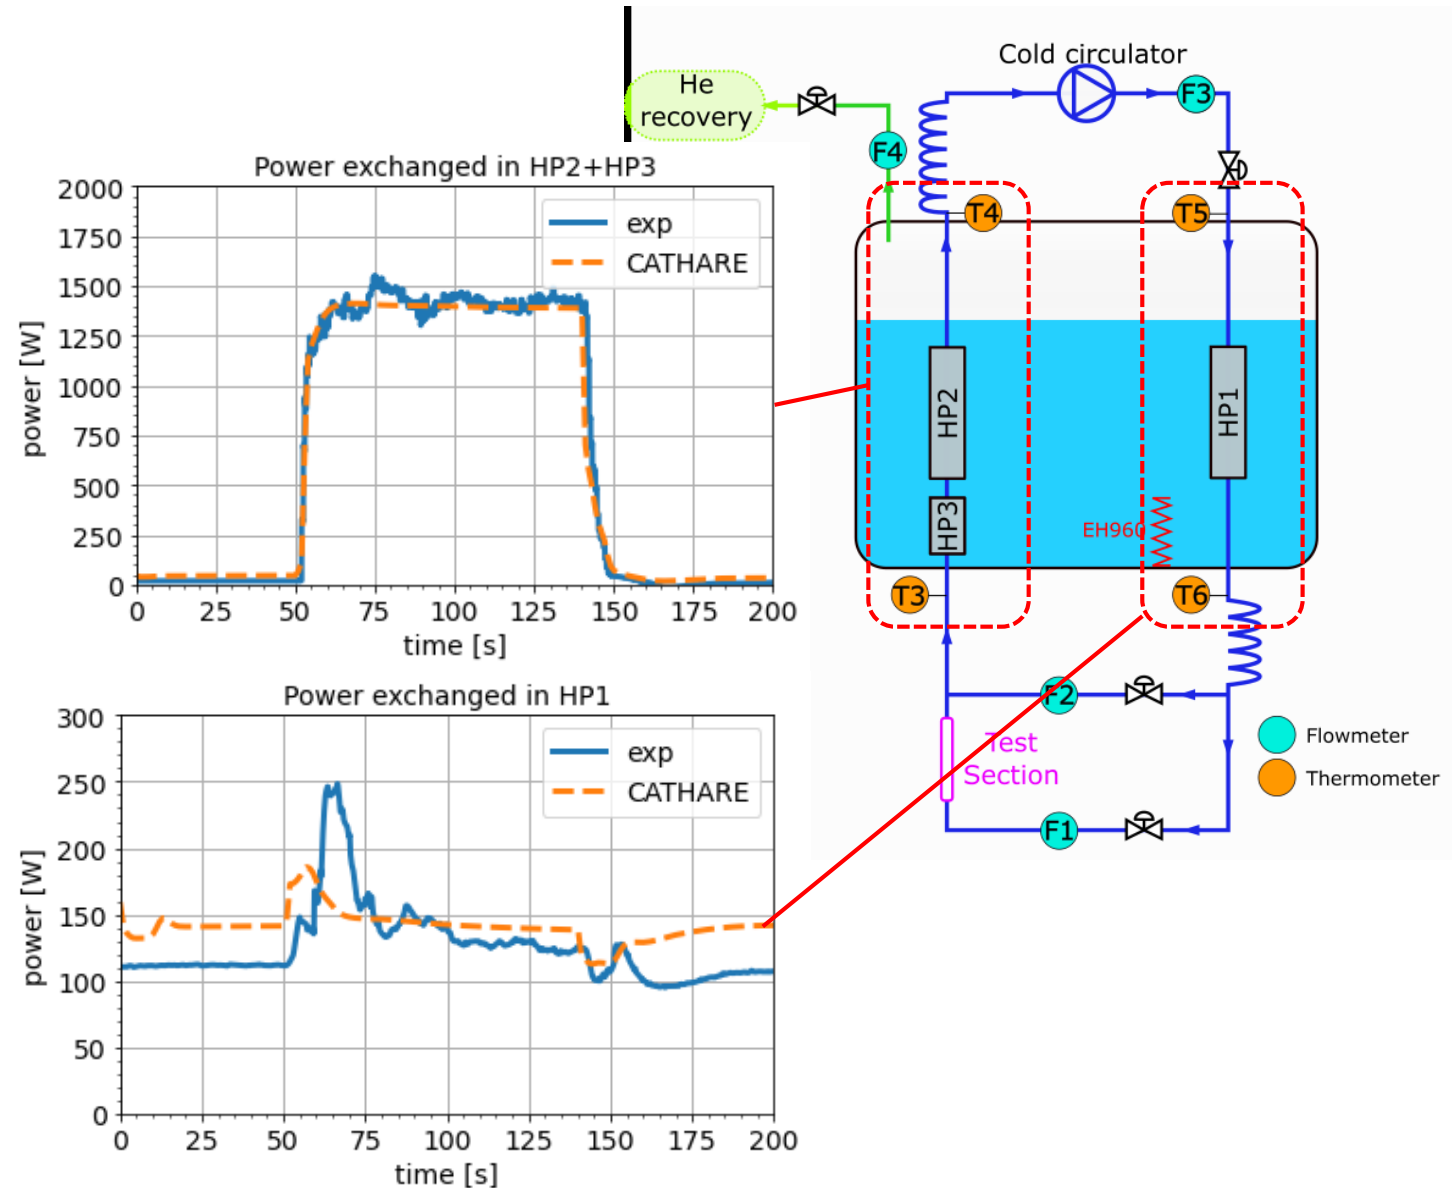 Cold circulator
He
recovery
F3
F4
T4
T5
HP2
HP1
HP3
EH960
T3
T6
F2
Test
Section
F1
Flowmeter
Thermometer
Power exchanged in HP2+HP3
exp
CATHARE
power [W]
2000
1750
1500
1250
1000
750
500
250
0
0 25 50 75 100 125 150 175 200
time [s]
Power exchanged in HP1
exp
CATHARE
power [W]
300
250
200
150
100
50
0
0 25 50 75 100 125 150 175 200
time [s]